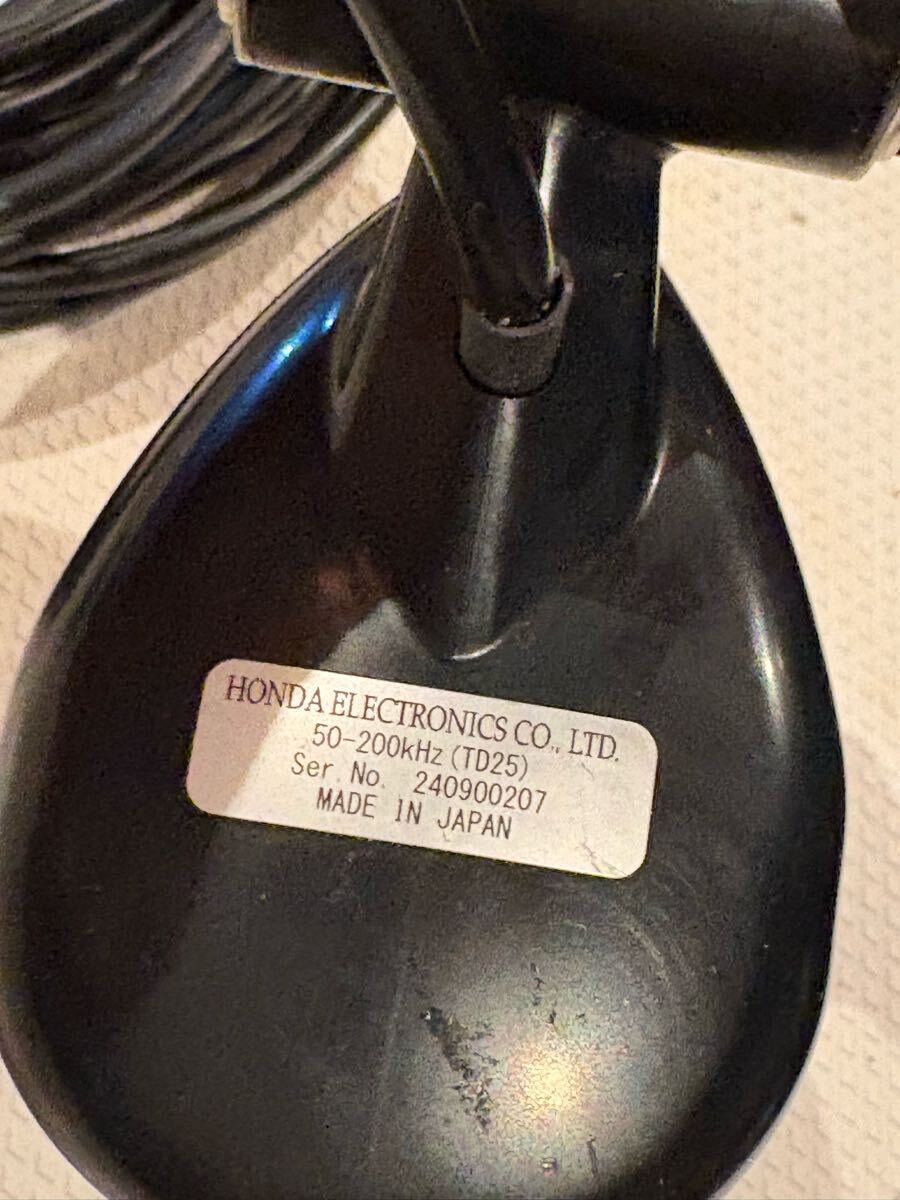 HONDA ELECTRONICS CO., LTD.
50-200kHz (TD25)
Ser. No. 240900207
MADE IN JAPAN